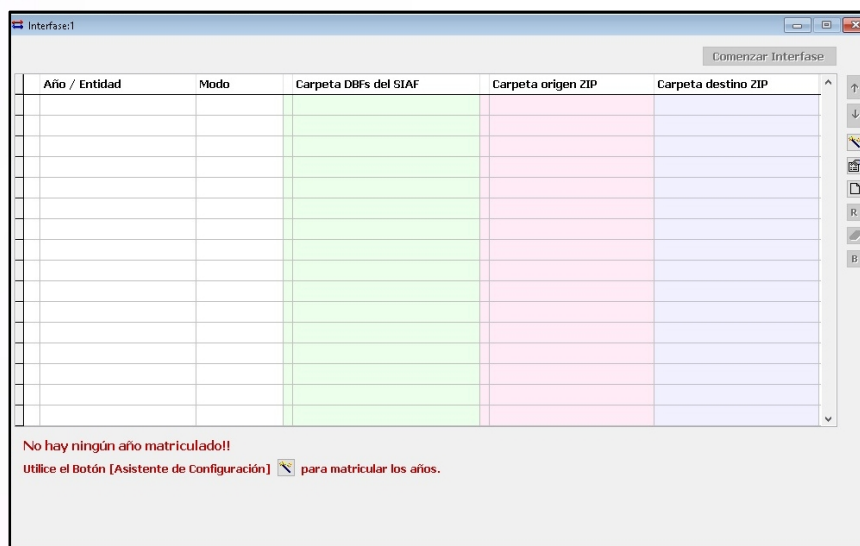 Interfase:1
Comenzar Interfase
Año / Entidad Modo Carpeta DBFs del SIAF Carpeta origen ZIP Carpeta destino ZIP
R
B
No hay ningún año matriculado!!
Utilice el Botón [Asistente de Configuración] para matricular los años.